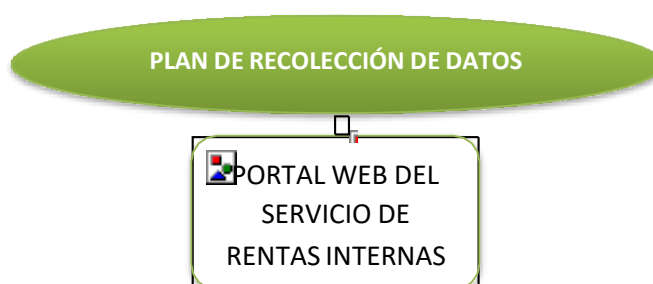 PLAN DE RECOLECCIÓN DE DATOS
PORTAL WEB DEL
SERVICIO DE
RENTAS INTERNAS